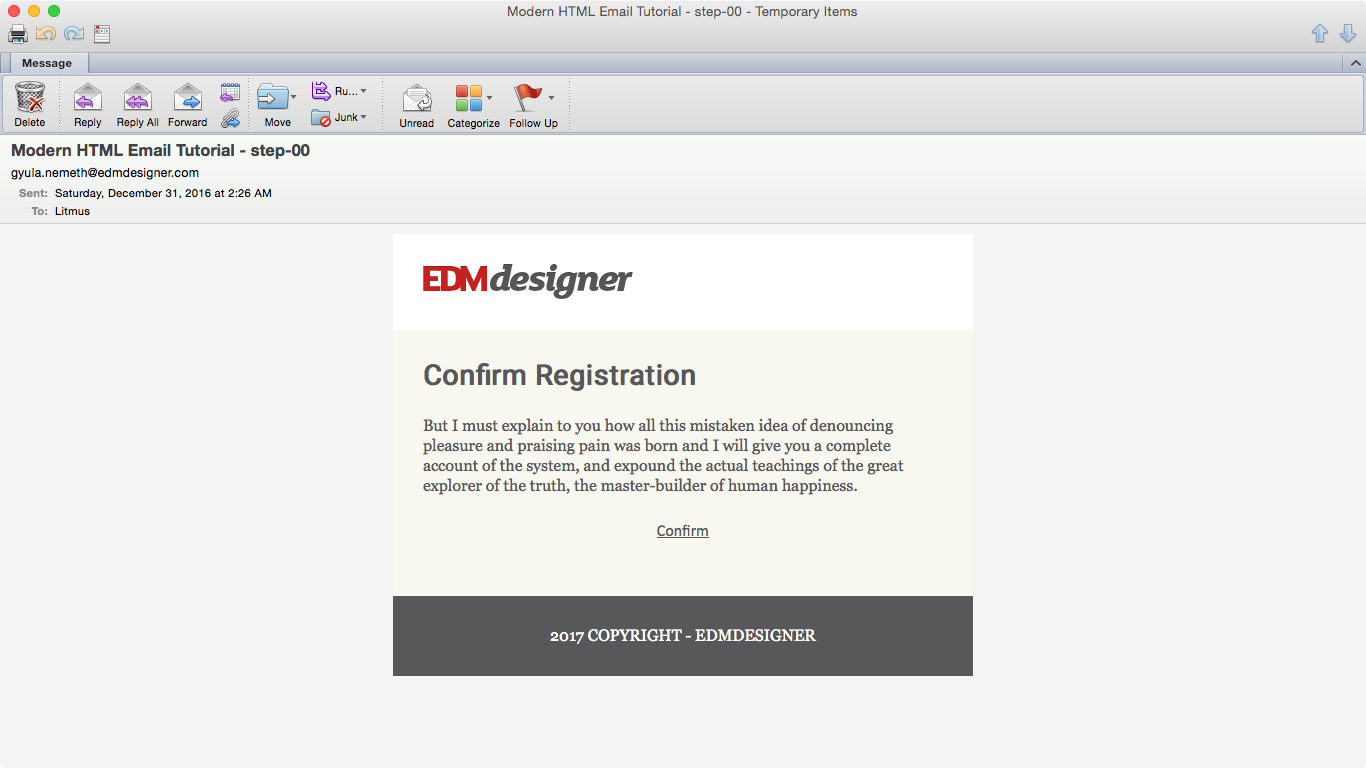 Modern HTML Email Tutorial - step-00 - Temporary Items
Message
Delete
Reply
Reply All
Forward
Move
Ru...
Junk
Unread
Categorize
Follow Up
Modern HTML Email Tutorial - step-00
gyula.nemeth@edmdesigner.com
Sent: Saturday, December 31, 2016 at 2:26 AM
To: Litmus
EDMdesigner
Confirm Registration
But I must explain to you how all this mistaken idea of denouncing
pleasure and praising pain was born and I will give you a complete
account of the system, and expound the actual teachings of the great
explorer of the truth, the master-builder of human happiness.
Confirm
2017 COPYRIGHT - EDMDESIGNER